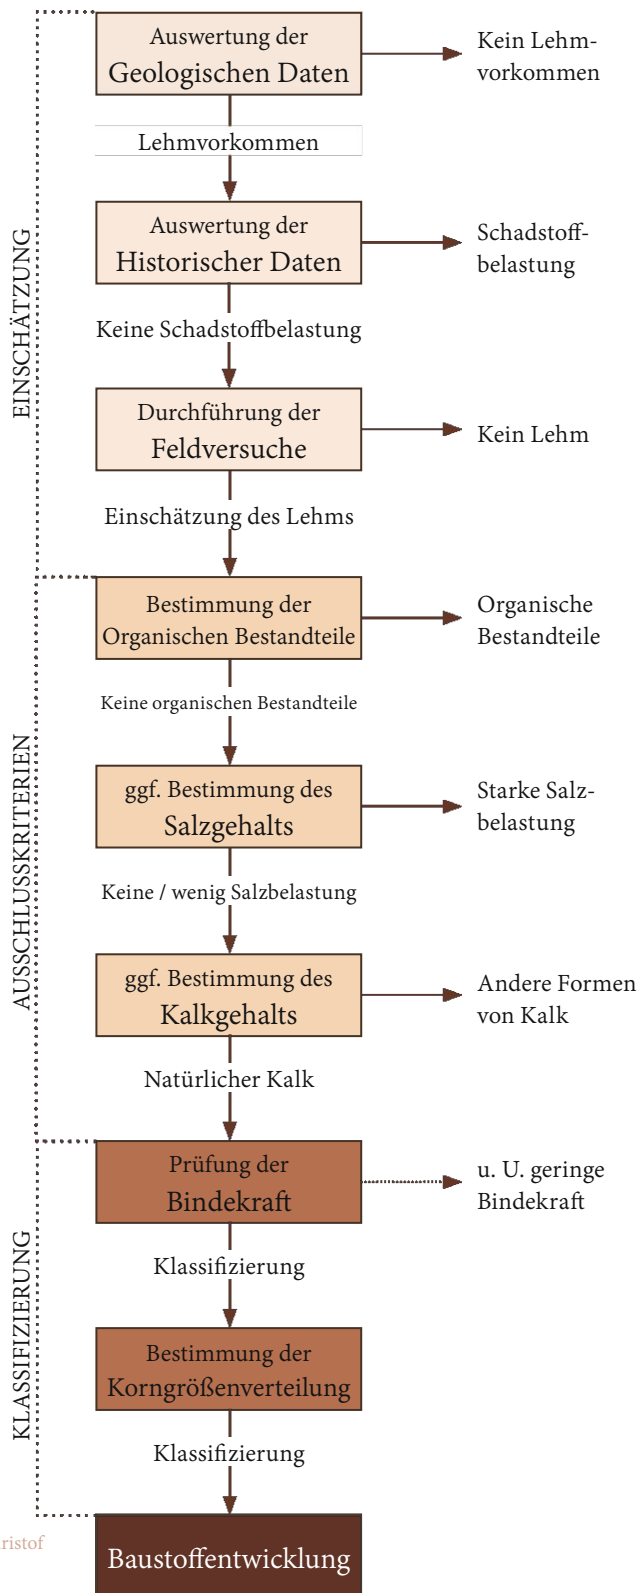 Auswertung der
Geologischen Daten
Kein Lehm-
vorkommen
Lehmvorkommen
Auswertung der
Historischer Daten
Schadstoff-
belastung
Keine Schadstoffbelastung
Durchführung der
Feldversuche
Kein Lehm
Einschätzung des Lehms
EINSCHÄTZUNG
Bestimmung der
Organischen Bestandteile
Organische
Bestandteile
Keine organischen Bestandteile
ggf. Bestimmung des
Salzgehalts
Starke Salz-
belastung
Keine / wenig Salzbelastung
ggf. Bestimmung des
Kalkgehalts
Andere Formen
von Kalk
Natürlicher Kalk
AUSSCHLUSSKRITERIEN
Prüfung der
Bindekraft
u. U. geringe
Bindekraft
Klassifizierung
Bestimmung der
Korngrößenverteilung
Klassifizierung
KLASSIFIZIERUNG
ristof
Baustoffentwicklung